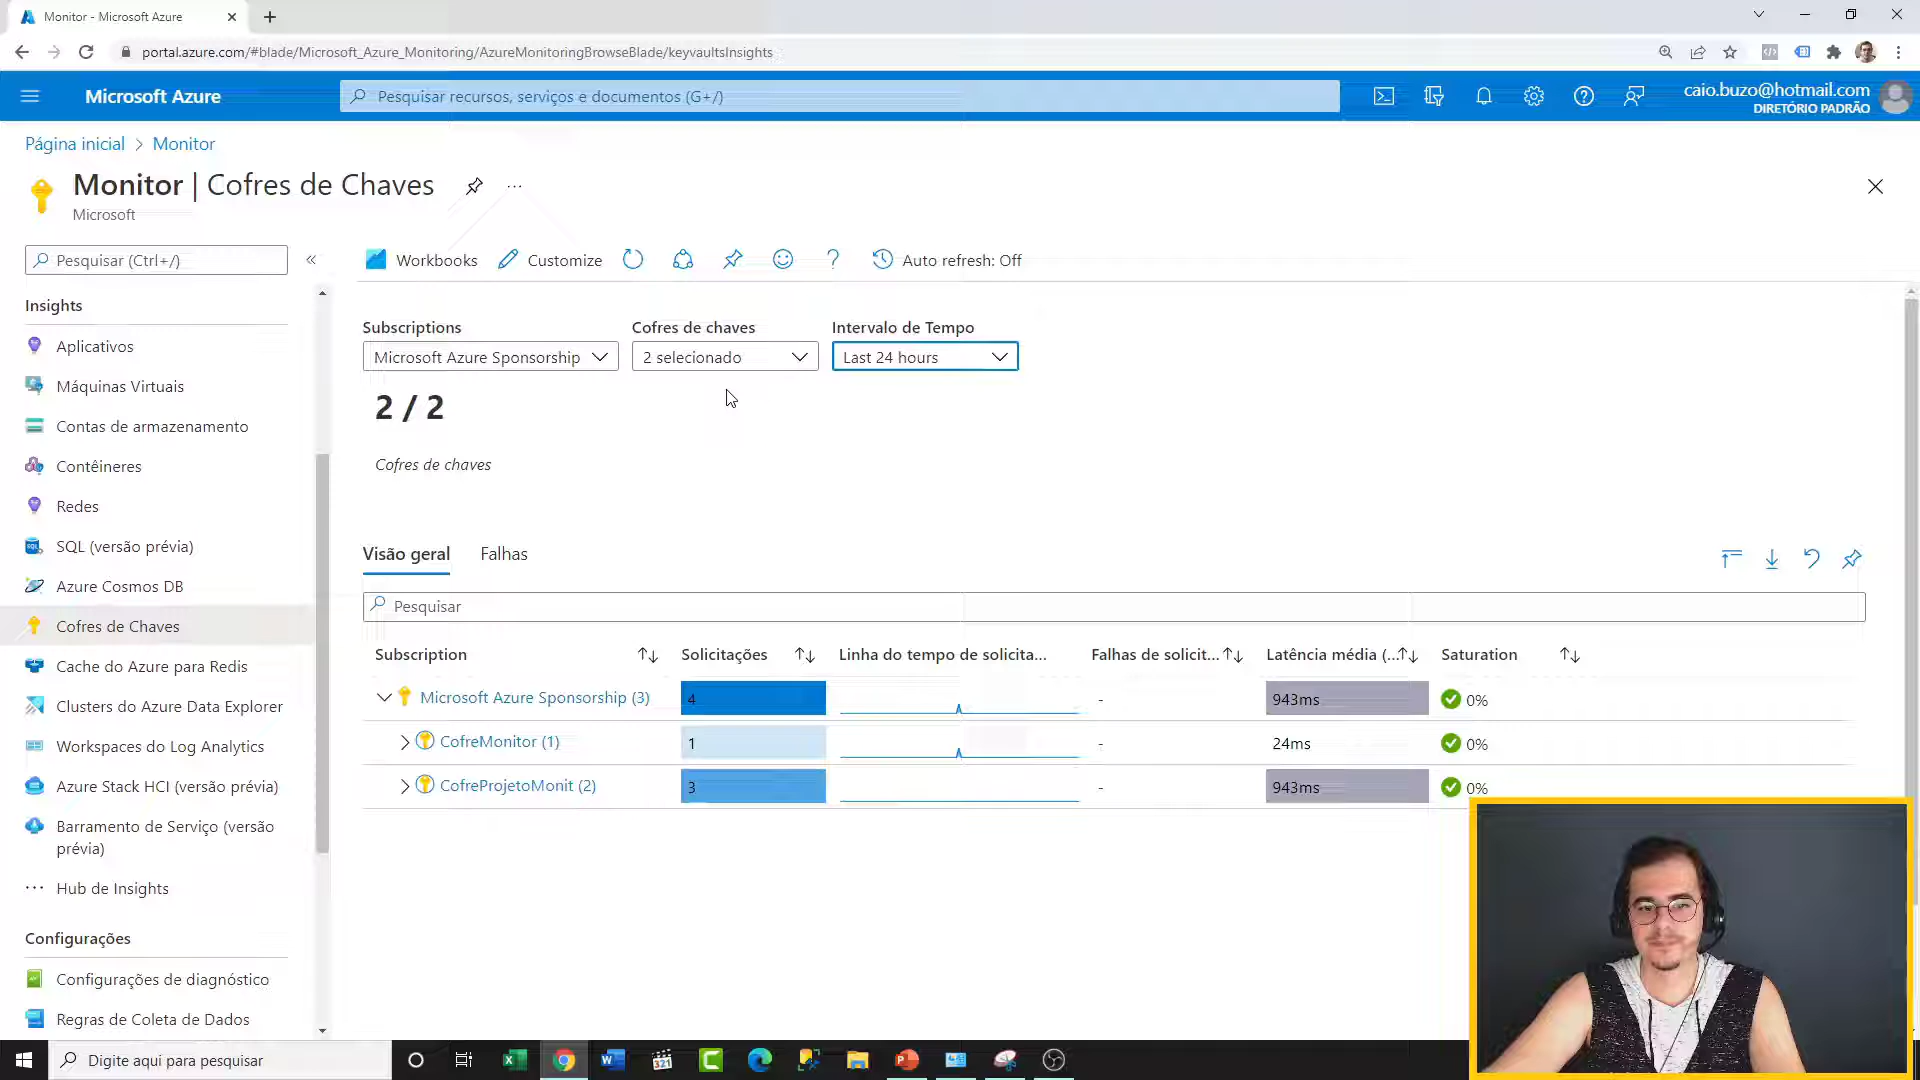 Monitor - Microsoft Azure
portal.azure.com/#blade/Microsoft_Azure_Monitoring/AzureMonitoringBrowseBlade/keyvaultsInsights
Microsoft Azure
Pesquisar recursos, serviços e documentos (G+/)
caio.buzo@hotmail.com
DIRETÓRIO PADRÃO
Página inicial > Monitor
Monitor | Cofres de Chaves
Microsoft
Pesquisar (Ctrl+/)
Workbooks
Customize
Auto refresh: Off
Insights
Aplicativos
Máquinas Virtuais
Contas de armazenamento
Contêineres
Redes
SQL (versão prévia)
Azure Cosmos DB
Cofres de Chaves
Cache do Azure para Redis
Clusters do Azure Data Explorer
Workspaces do Log Analytics
Azure Stack HCI (versão prévia)
Barramento de Serviço (versão
prévia)
Hub de Insights
Configurações
Configurações de diagnóstico
Regras de Coleta de Dados
Subscriptions
Microsoft Azure Sponsorship
Cofres de chaves
2 selecionado
Intervalo de Tempo
Last 24 hours
2 / 2
Cofres de chaves
Visão geral
Falhas
Pesquisar
Subscription Solicitações Linha do tempo de solicita... Falhas de solicit... Latência média (... Saturation
Microsoft Azure Sponsorship (3) 4 - 943ms 0%
CofreMonitor (1) 1 - 24ms 0%
CofreProjetoMonit (2) 3 - 943ms 0%
Digite aqui para pesquisar